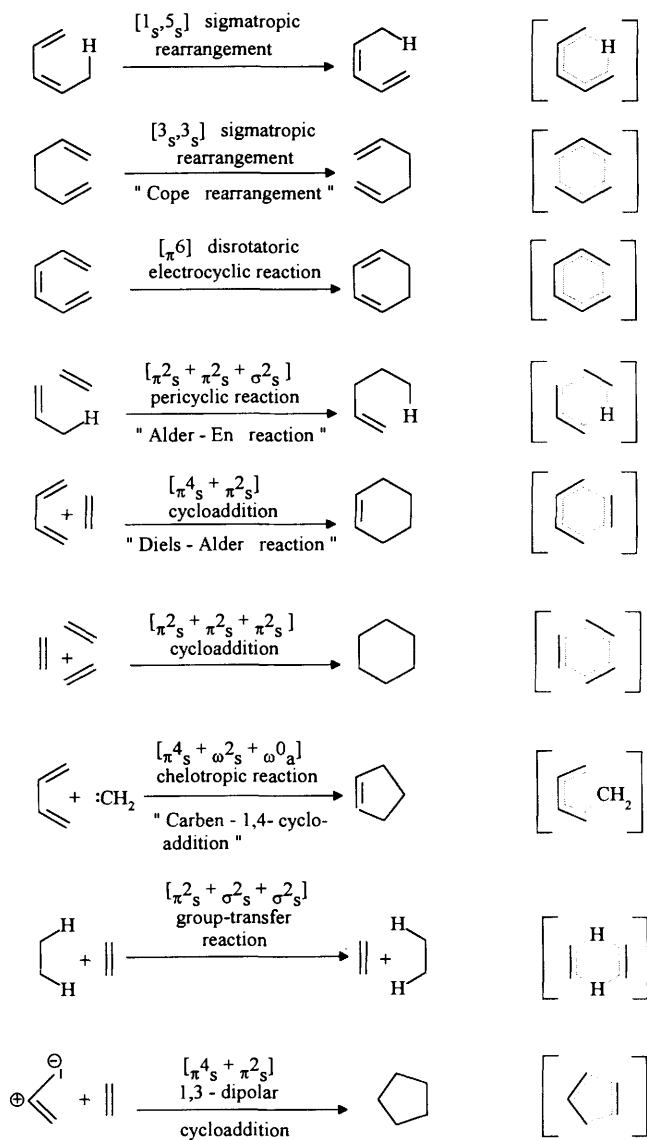 [1s,5s] sigmatropic
rearrangement
H
H
H
[3s,3s] sigmatropic
rearrangement
" Cope rearrangement "
[π6] disrotatoric
electrocyclic reaction
[π2s + π2s + σ2s]
pericyclic reaction
" Alder - En reaction "
H
H
H
[π4s + π2s]
cycloaddition
" Diels - Alder reaction "
+
[π2s + π2s + π2s]
cycloaddition
+
[π4s + ω2s + ω0a]
chelotropic reaction
" Carben - 1,4- cyclo-
addition "
+ :CH2
CH2
[π2s + σ2s + σ2s]
group-transfer
reaction
H
H
+
+
H
H
H
H
[π4s + π2s]
1,3 - dipolar
cycloaddition
⊖
⊕
+